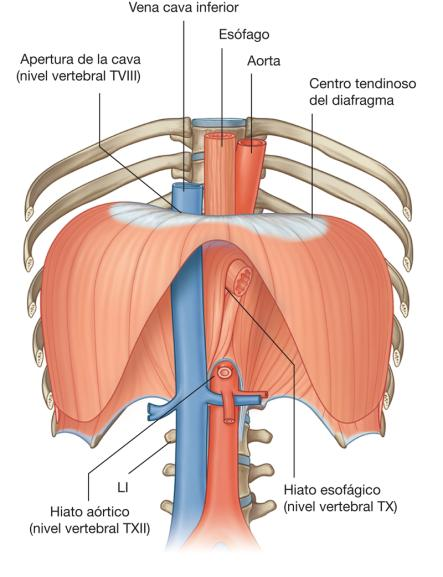 Vena cava inferior
Esófago
Aorta
Apertura de la cava
(nivel vertebral TVIII)
Centro tendinoso
del diafragma
LI
Hiato aórtico
(nivel vertebral TXII)
Hiato esofágico
(nivel vertebral TX)